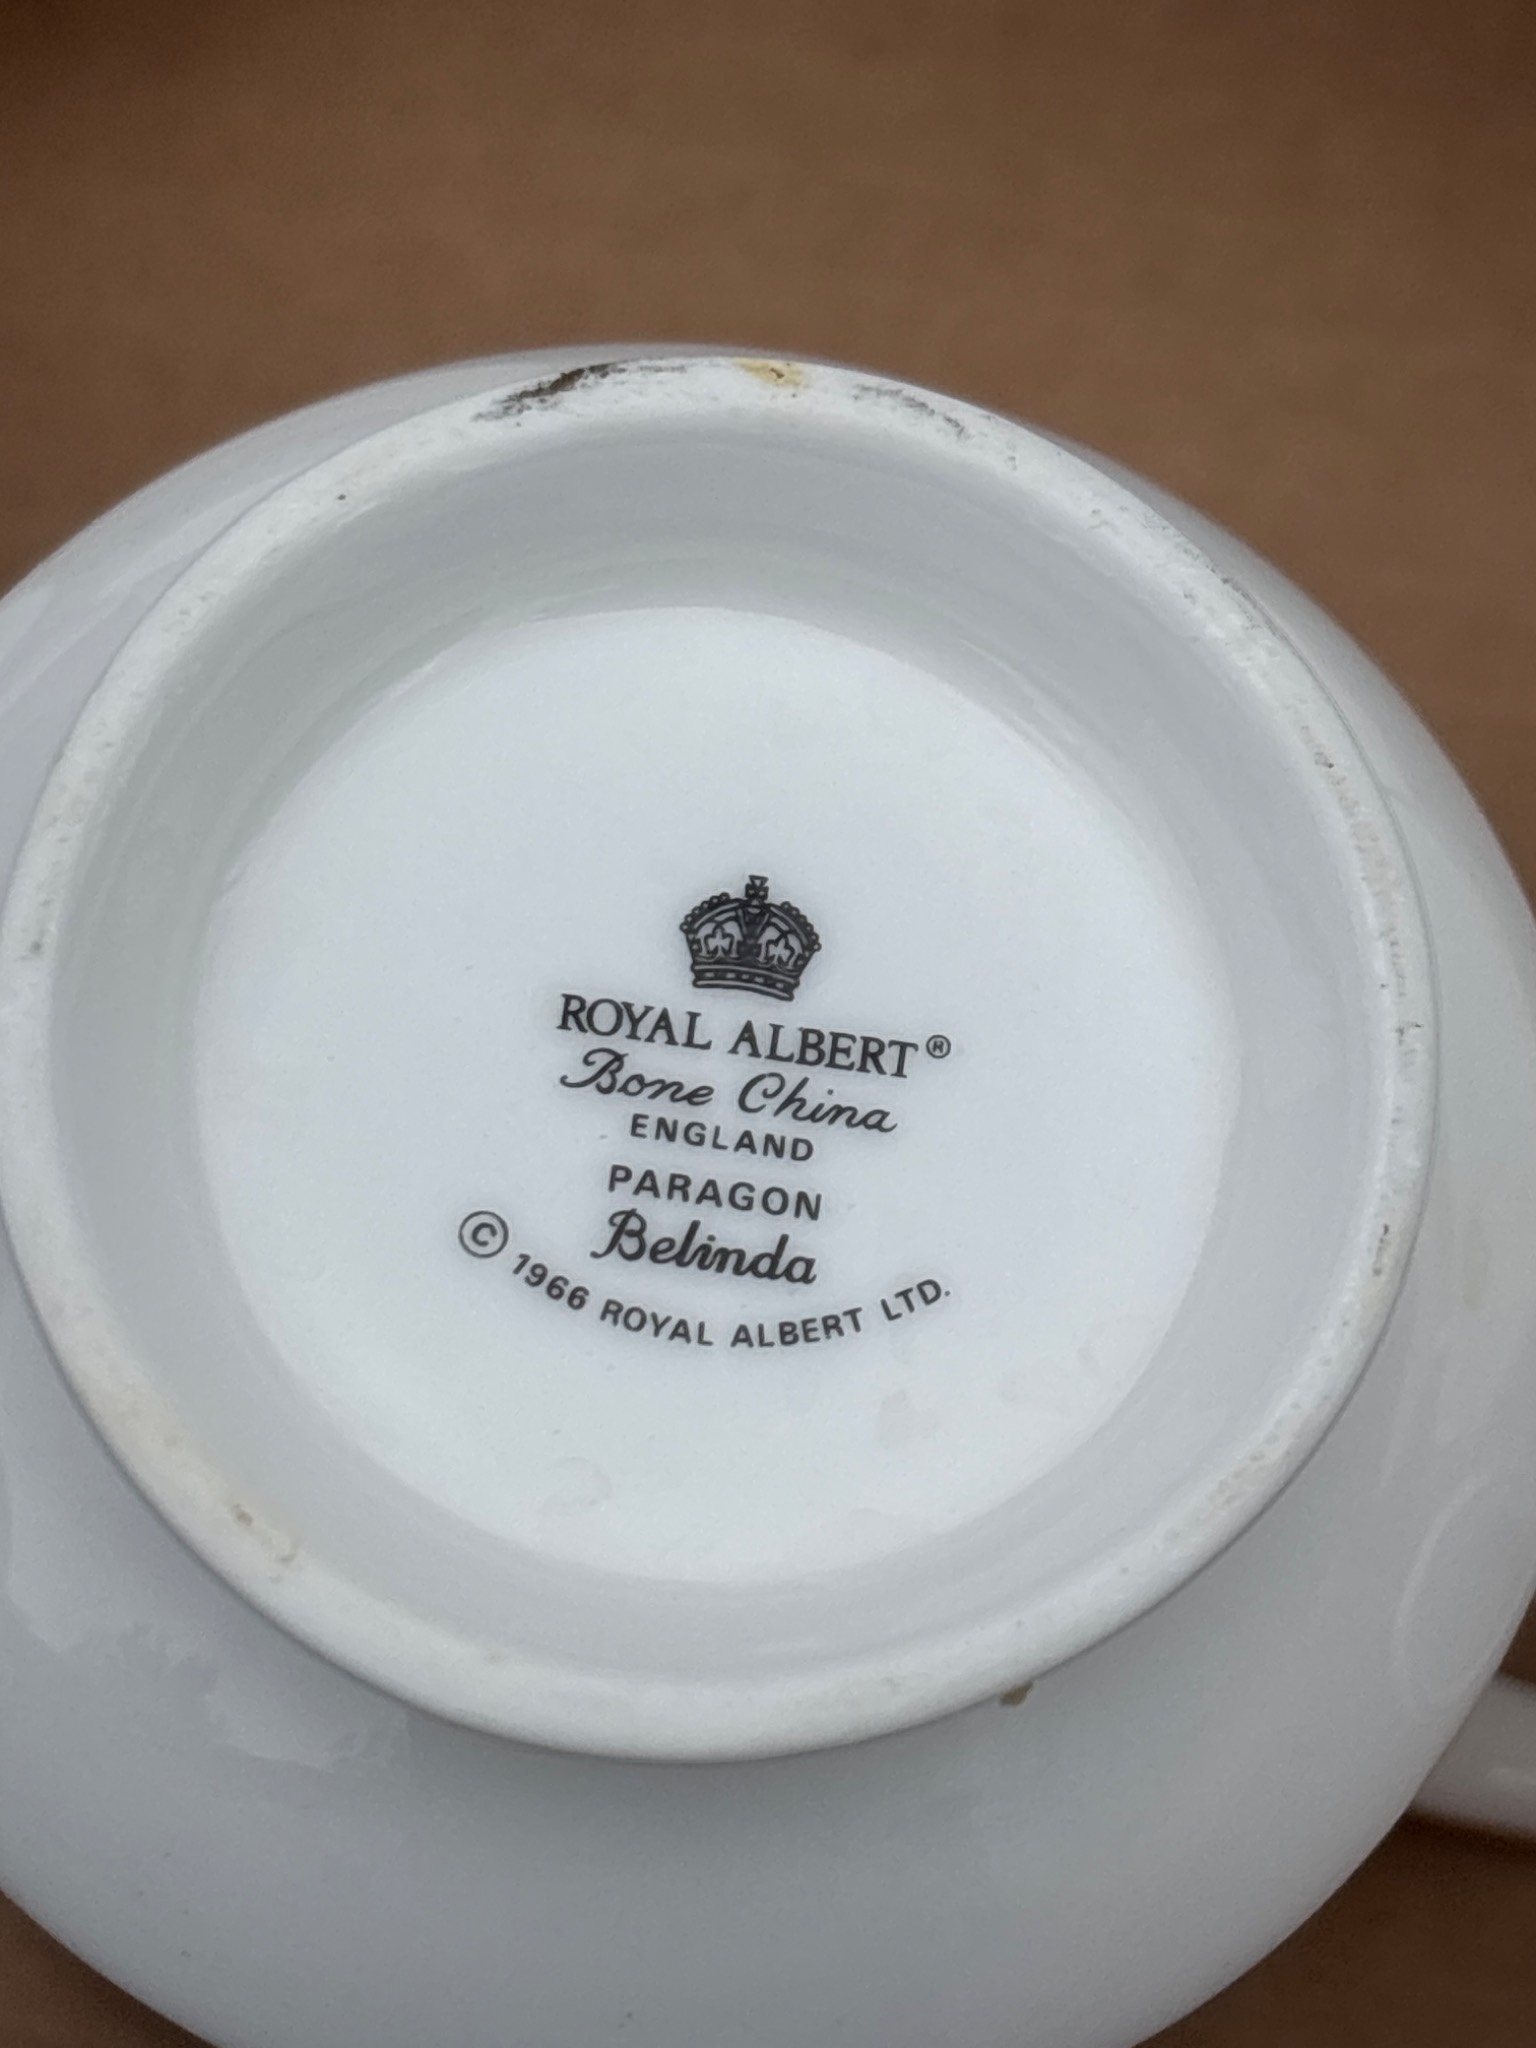 ROYAL ALBERT®
Bone China
ENGLAND
PARAGON
Belinda
© 1966 ROYAL ALBERT LTD.